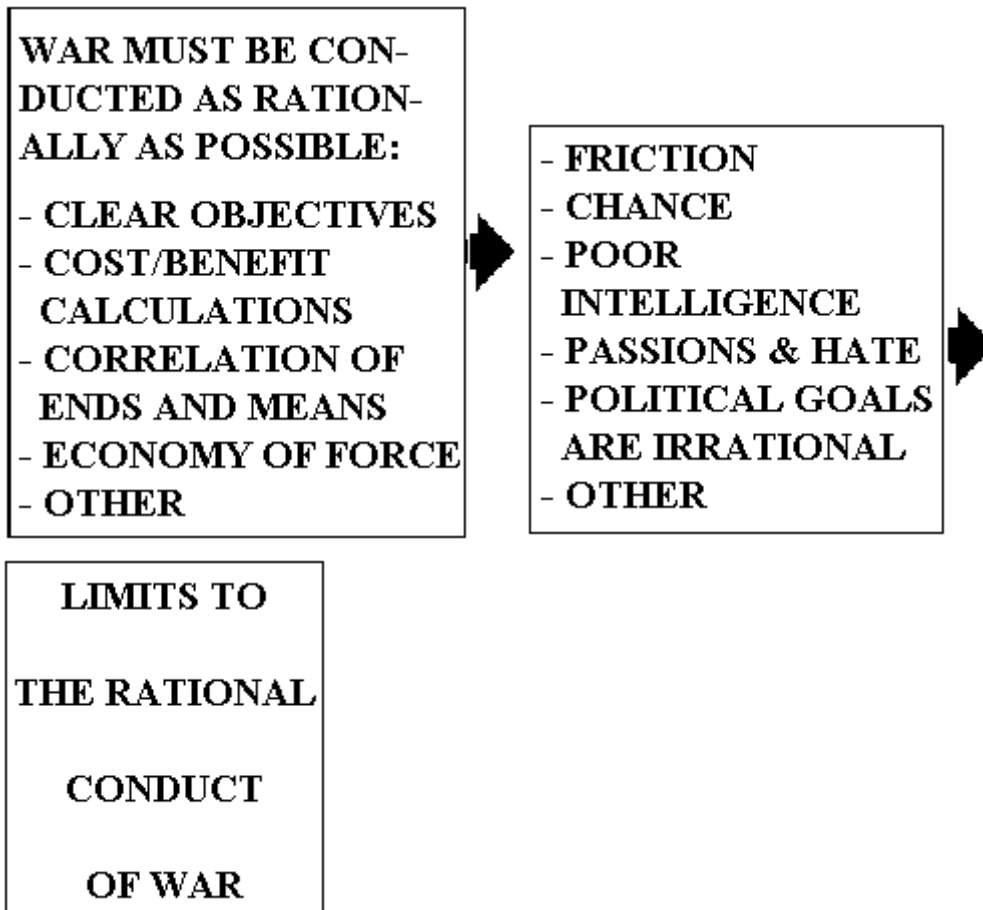 WAR MUST BE CON-
DUCTED AS RATION-
ALLY AS POSSIBLE:
- CLEAR OBJECTIVES
- COST/BENEFIT
CALCULATIONS
- CORRELATION OF
ENDS AND MEANS
- ECONOMY OF FORCE
- OTHER
- FRICTION
- CHANCE
- POOR
INTELLIGENCE
- PASSIONS & HATE
- POLITICAL GOALS
ARE IRRATIONAL
- OTHER
LIMITS TO
THE RATIONAL
CONDUCT
OF WAR